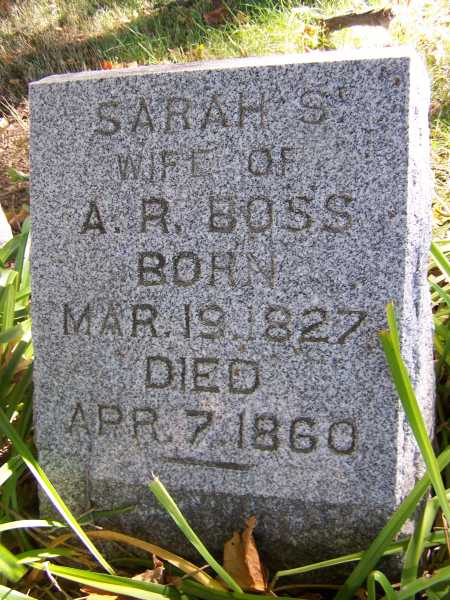 SARAH S.
WIFE OF
A. R. BOSS
BORN
MAR. 19. 1827.
DIED
APR. 7. 1860